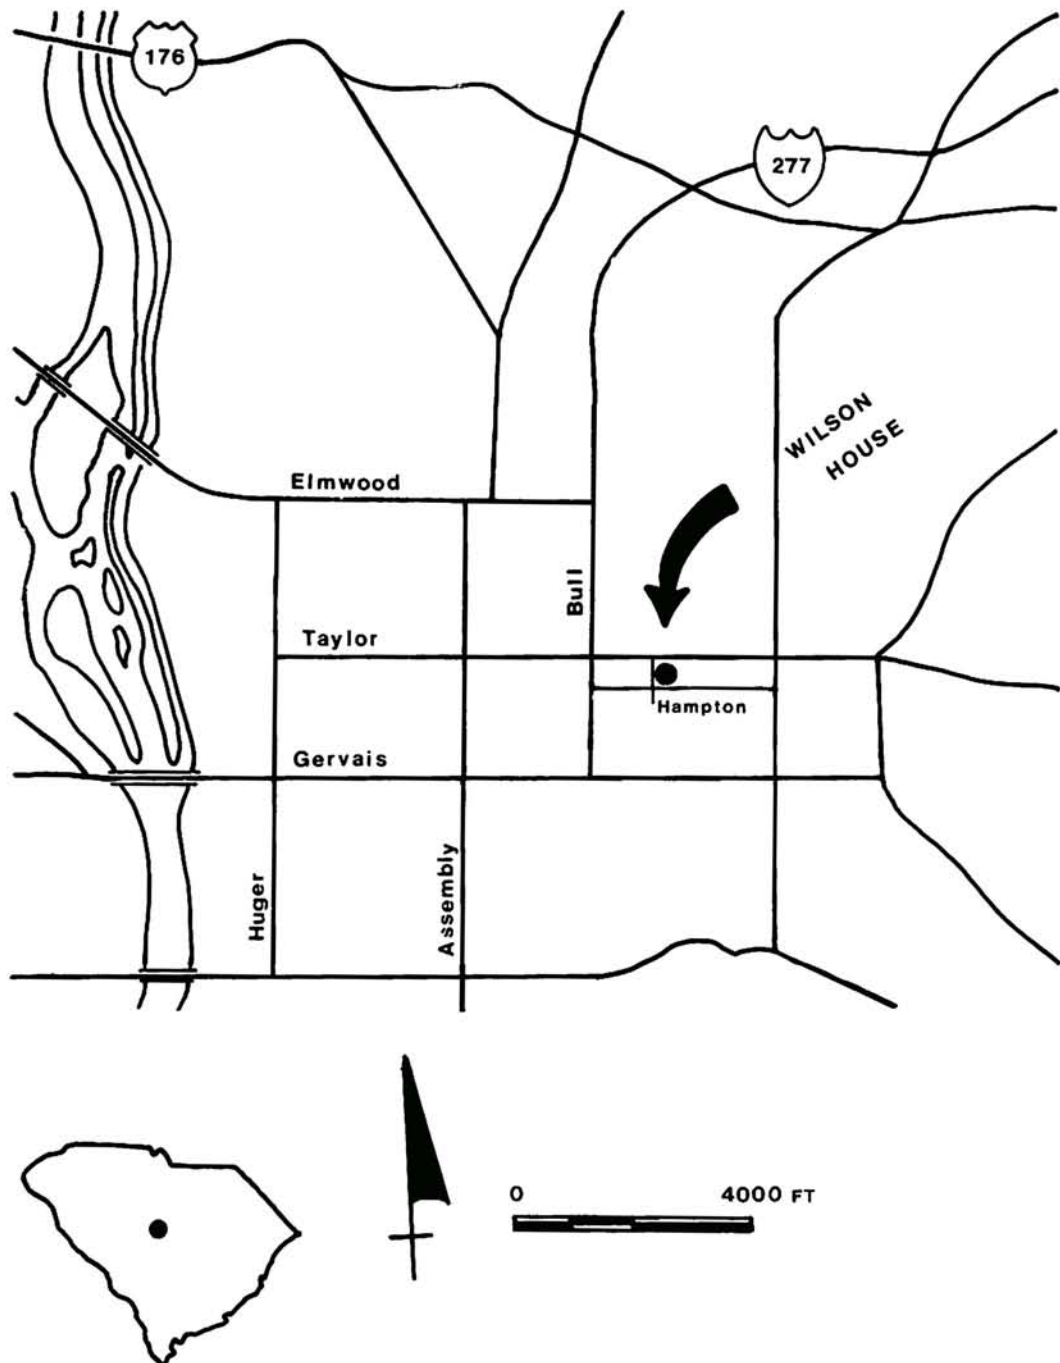 176
277
WILSON
HOUSE
Elmwood
Bull
Taylor
Hampton
Gervais
Huger
Assembly
0 4000 FT